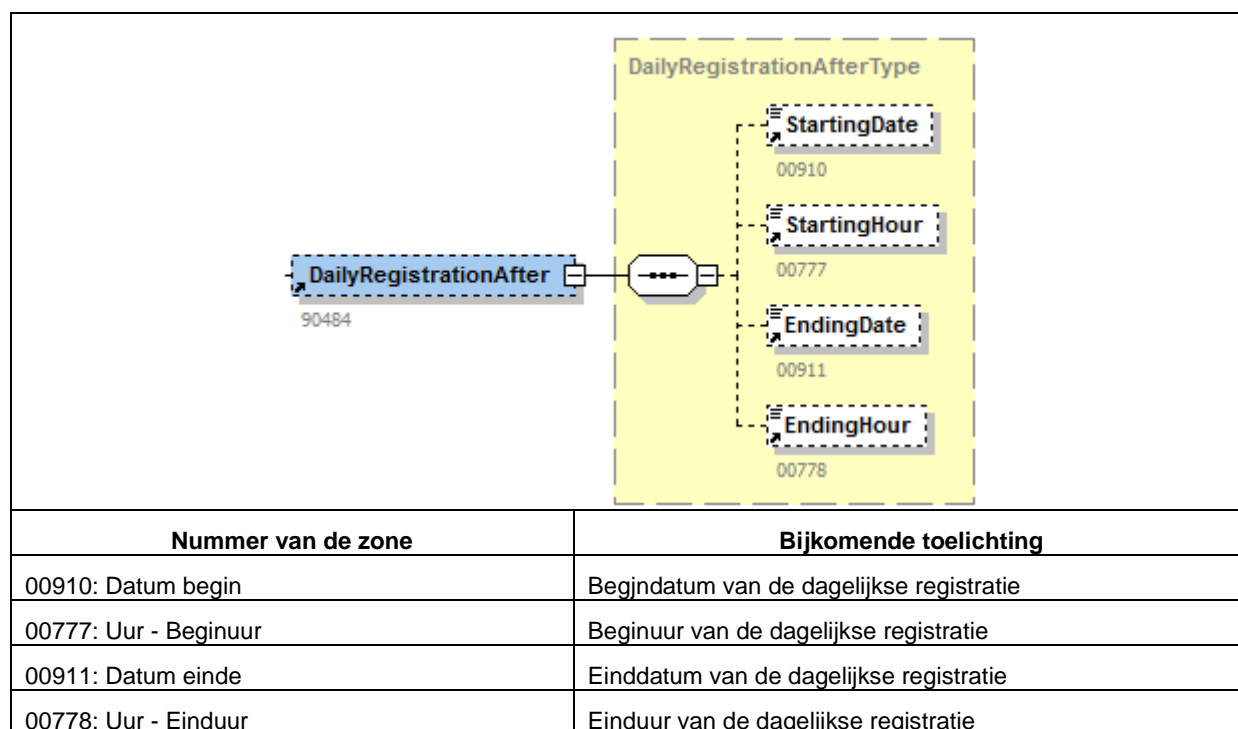 DailyRegistrationAfterType
StartingDate
00910
StartingHour
00777
DailyRegistrationAfter
90484
EndingDate
00911
EndingHour
00778
Nummer van de zone Bijkomende toelichting
00910: Datum begin Begjndatum van de dagelijkse registratie
00777: Uur - Beginuur Beginuur van de dagelijkse registratie
00911: Datum einde Einddatum van de dagelijkse registratie
00778: Uur - Einduur Einduur van de dagelijkse registratie